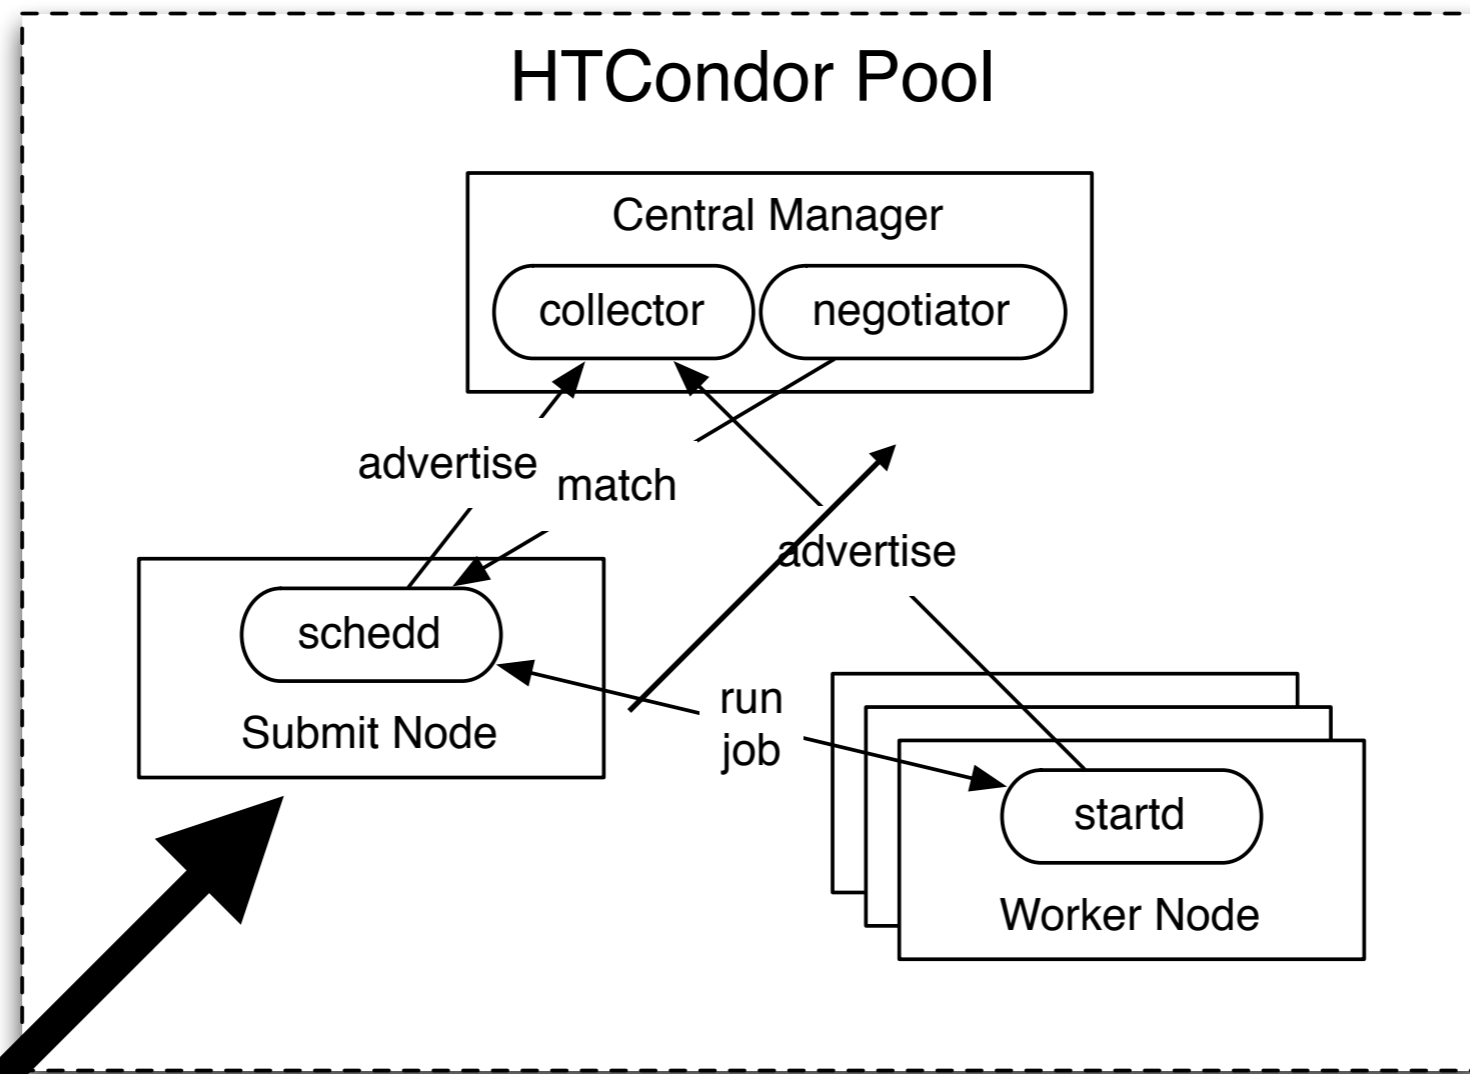 HTCondor Pool
Central Manager
collector
negotiator
advertise
match
advertise
schedd
Submit Node
run
job
startd
Worker Node